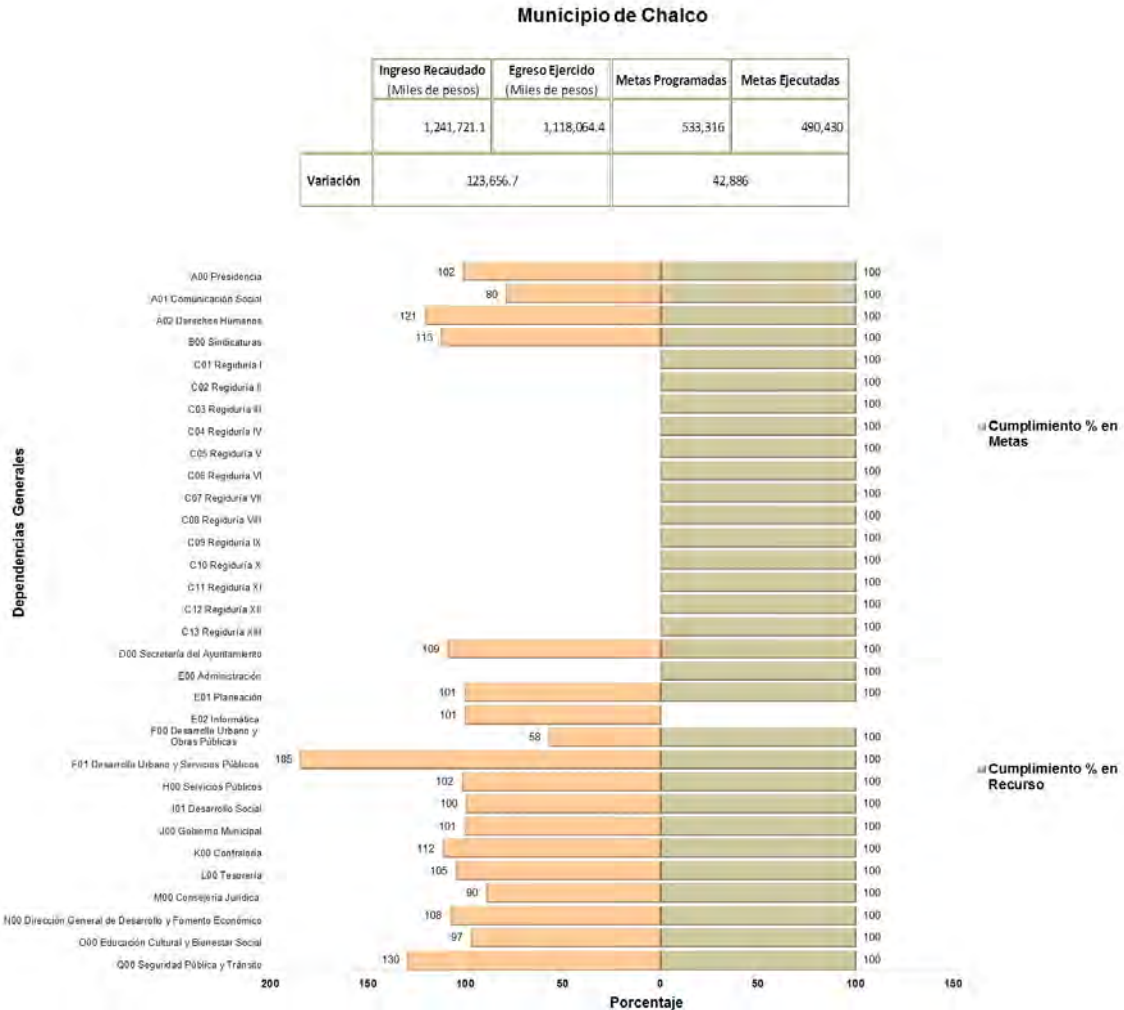 Municipio de Chalco
Ingreso Recaudado (Miles de pesos) Egreso Ejercido (Miles de pesos) Metas Programadas Metas Ejecutadas
1,241,721.1 1,118,064.4 533,316 490,430
Variación 123,656.7 42,886
Dependencias Generales
A00 Presidencia 102 100
A01 Comunicación Social 80 100
A02 Derechos Humanos 121 100
B00 Sindicaturas 115 100
C01 Regiduría I 100
C02 Regiduría II 100
C03 Regiduría III 100
C04 Regiduría IV 100
C05 Regiduría V 100
C06 Regiduría VI 100
C07 Regiduría VII 100
C08 Regiduría VIII 100
C09 Regiduría IX 100
C10 Regiduría X 100
C11 Regiduría XI 100
C12 Regiduría XII 100
C13 Regiduría XIII 100
D00 Secretaría del Ayuntamiento 109 100
E00 Administración 100
E01 Planeación 101 100
E02 Informática 101
F00 Desarrollo Urbano y
Obras Públicas 58 100
F01 Desarrollo Urbano y Servicios Públicos 185 100
H00 Servicios Públicos 102 100
I01 Desarrollo Social 100 100
J00 Gobierno Municipal 101 100
K00 Contraloría 112 100
L00 Tesorería 105 100
M00 Consejería Jurídica 90 100
N00 Dirección General de Desarrollo y Fomento Económico 108 100
O00 Educación Cultural y Bienestar Social 97 100
Q00 Seguridad Pública y Tránsito 130 100
200 150 100 50 0 50 100 150
Porcentaje
Cumplimiento % en
Metas
Cumplimiento % en
Recurso